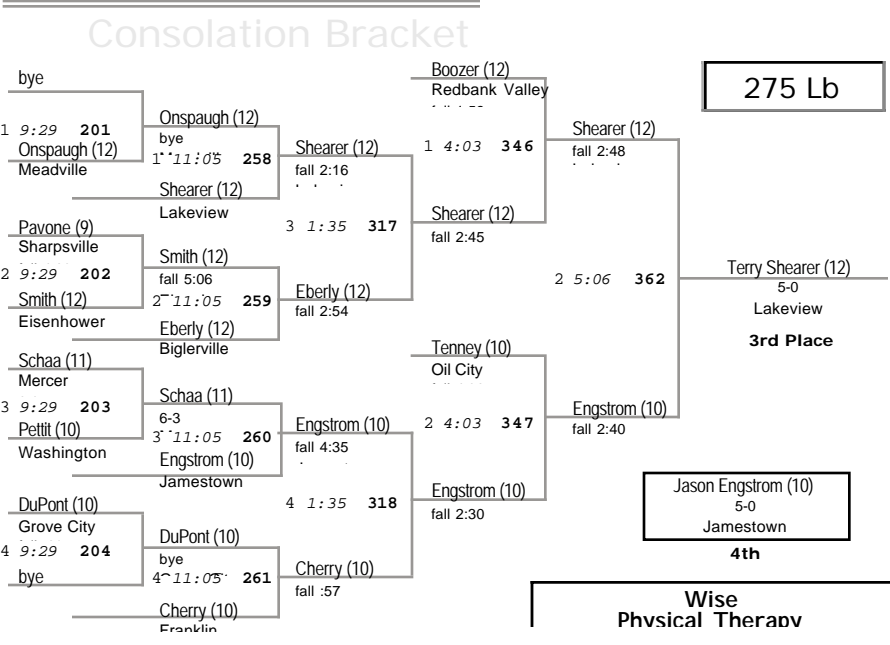 Consolation Bracket
275 Lb
bye
1 9:29 201
Onspaugh (12)
Meadville
Pavone (9)
Sharpsville
2 9:29 202
Smith (12)
Eisenhower
Schaa (11)
Mercer
3 9:29 203
Pettit (10)
Washington
DuPont (10)
Grove City
4 9:29 204
bye
Onspaugh (12)
bye
1 11:05 258
Shearer (12)
Lakeview
Smith (12)
fall 5:06
2 11:05 259
Eberly (12)
Biglerville
Schaa (11)
6-3
3 11:05 260
Engstrom (10)
Jamestown
DuPont (10)
bye
4 11:05 261
Cherry (10)
Franklin
Shearer (12)
fall 2:16
3 1:35 317
Eberly (12)
fall 2:54
Engstrom (10)
fall 4:35
4 1:35 318
Cherry (10)
fall :57
Boozer (12)
Redbank Valley
1 4:03 346
Shearer (12)
fall 2:45
Tenney (10)
Oil City
2 4:03 347
Engstrom (10)
fall 2:30
Shearer (12)
fall 2:48
2 5:06 362
Engstrom (10)
fall 2:40
Terry Shearer (12)
5-0
Lakeview
3rd Place
Jason Engstrom (10)
5-0
Jamestown
4th
Wise
Physical Therapy